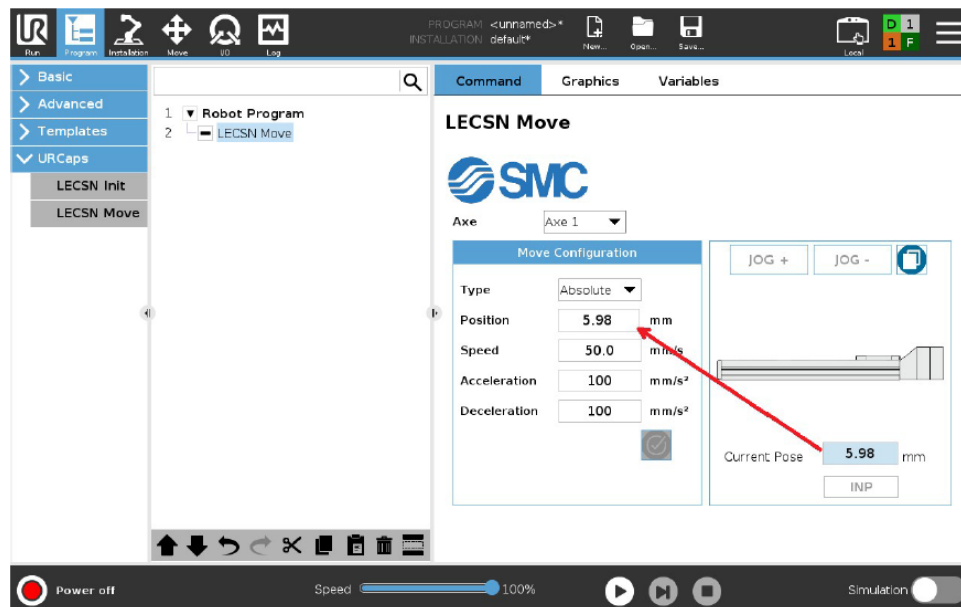 UR
PROGRAM <unnamed>*
INSTALLATION default*
Run
Program
Installation
Move
I/O
Log
New...
Open...
Save...
Local
D 1
1 F
Basic
Advanced
Templates
URCaps
LECSN Init
LECSN Move
1 Robot Program
2 LECSN Move
Command
Graphics
Variables
LECSN Move
SMC
Axe
Axe 1
Move Configuration
Type
Absolute
Position
5.98
mm
Speed
50.0
mm/s
Acceleration
100
mm/s²
Deceleration
100
mm/s²
JOG +
JOG -
Current Pose
5.98
mm
INP
Power off
Speed
100%
Simulation